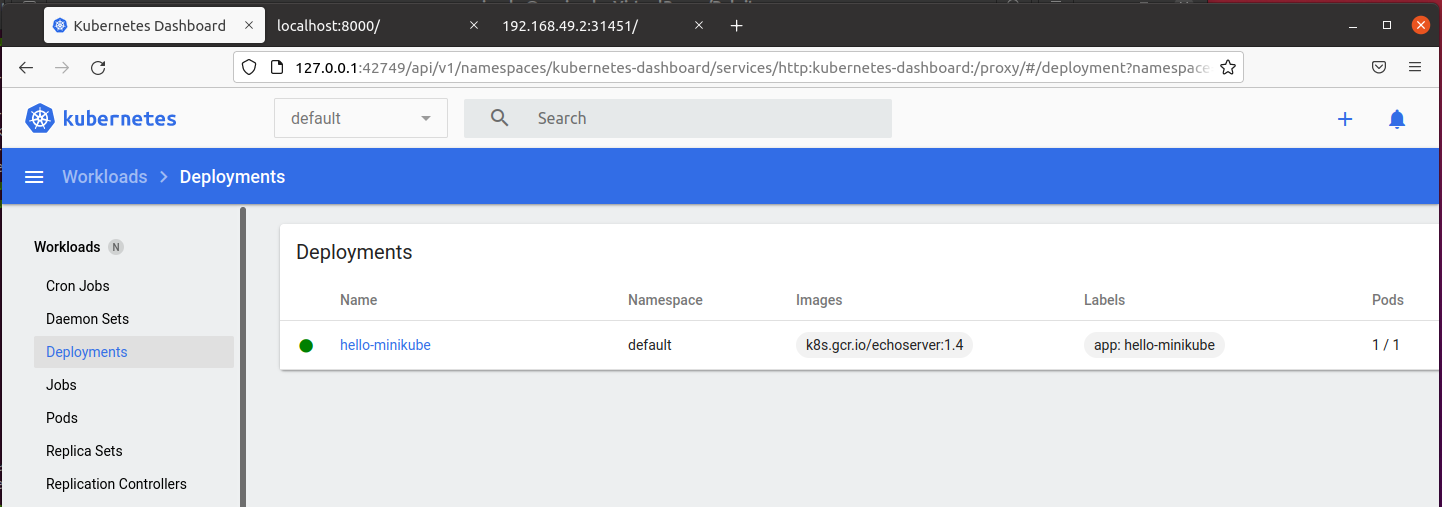 Kubernetes Dashboard
localhost:8000/
192.168.49.2:31451/
127.0.0.1:42749/api/v1/namespaces/kubernetes-dashboard/services/http:kubernetes-dashboard:/proxy/#/deployment?namespace
kubernetes
default
Search
Workloads
Deployments
Workloads N
Cron Jobs
Daemon Sets
Deployments
Jobs
Pods
Replica Sets
Replication Controllers
Deployments
Name Namespace Images Labels Pods
hello-minikube default k8s.gcr.io/echoserver:1.4 app: hello-minikube 1 / 1